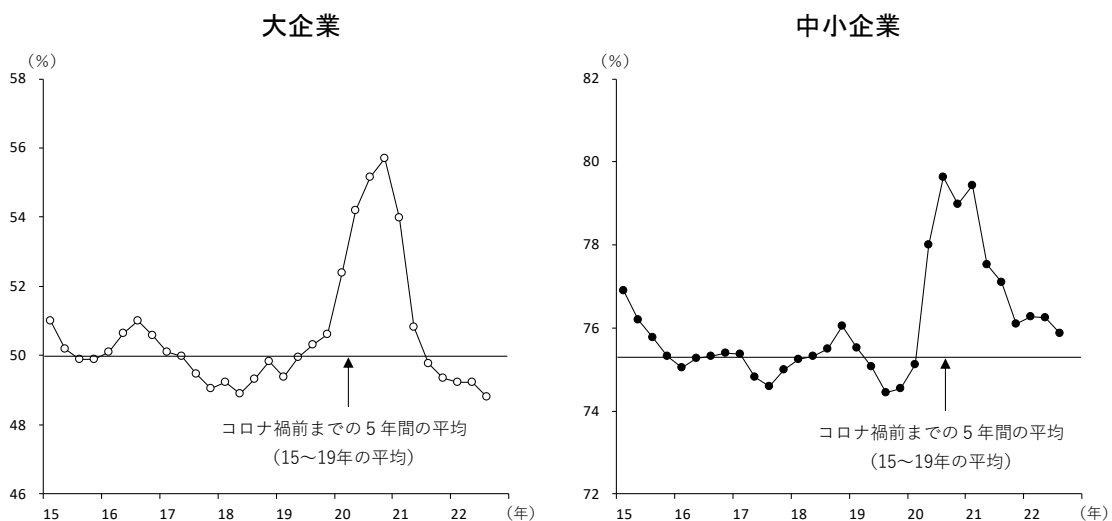 大企業
(%)
58
56
54
52
50
48
46
コロナ禍前までの5年間の平均
(15~19年の平均)
15 16 17 18 19 20 21 22 (年)
中小企業
(%)
82
80
78
76
74
72
コロナ禍前までの5年間の平均
(15~19年の平均)
15 16 17 18 19 20 21 22 (年)